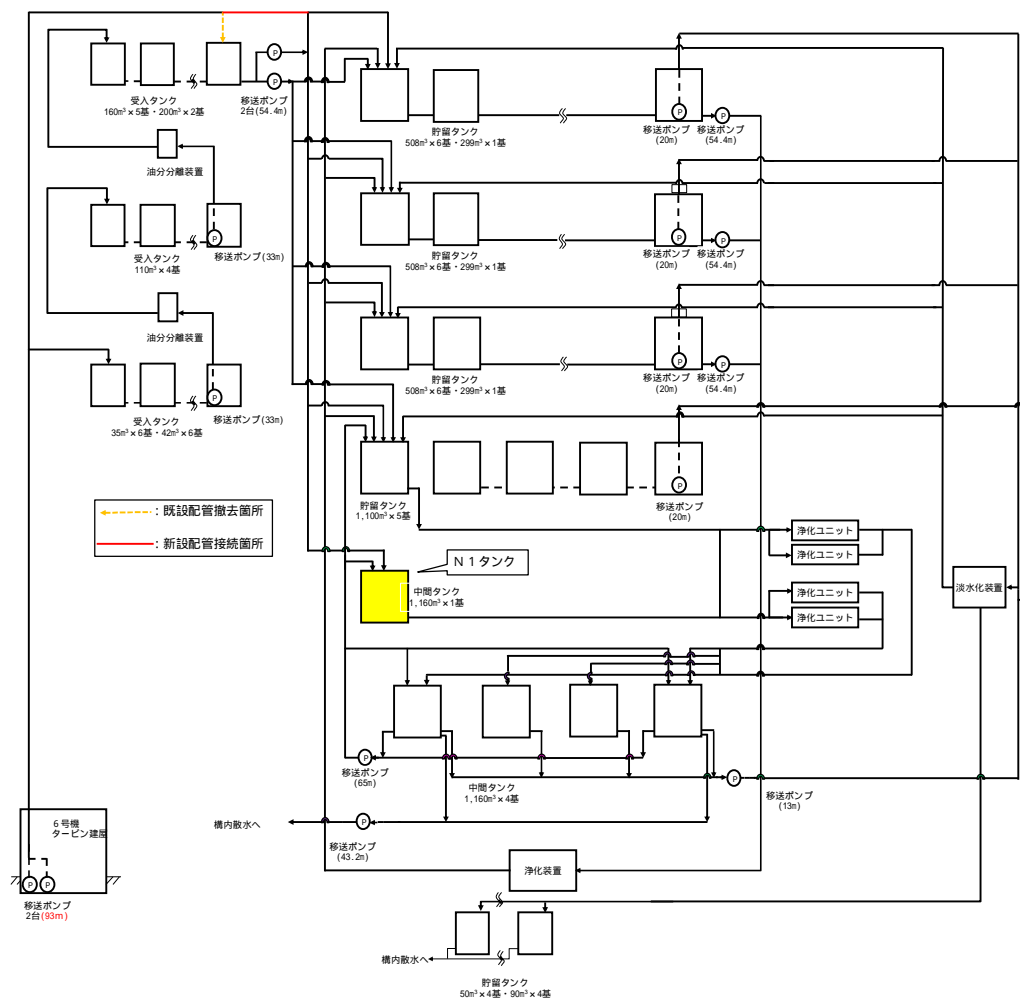 P
P
受入タンク
160m³×5基・200m³×2基
移送ポンプ
2台(54.4m)
貯留タンク
508m³×6基・299m³×1基
P
P
移送ポンプ
(20m)
移送ポンプ
(54.4m)
油分分離装置
P
受入タンク
110m³×4基
移送ポンプ(33m)
貯留タンク
508m³×6基・299m³×1基
P
P
移送ポンプ
(20m)
移送ポンプ
(54.4m)
油分分離装置
P
受入タンク
35m³×6基・42m³×6基
移送ポンプ(33m)
貯留タンク
508m³×6基・299m³×1基
P
P
移送ポンプ
(20m)
移送ポンプ
(54.4m)
貯留タンク
1,100m³×5基
P
移送ポンプ
(20m)
:既設配管撤去箇所
:新設配管接続箇所
N1タンク
中間タンク
1,160m³×1基
浄化ユニット
浄化ユニット
浄化ユニット
浄化ユニット
淡水化装置
P
移送ポンプ
(65m)
中間タンク
1,160m³×4基
P
移送ポンプ
(13m)
構内散水へ
P
移送ポンプ
(43.2m)
6号機
タービン建屋
P
P
移送ポンプ
2台(93m)
浄化装置
構内散水へ
貯留タンク
50m³×4基・90m³×4基